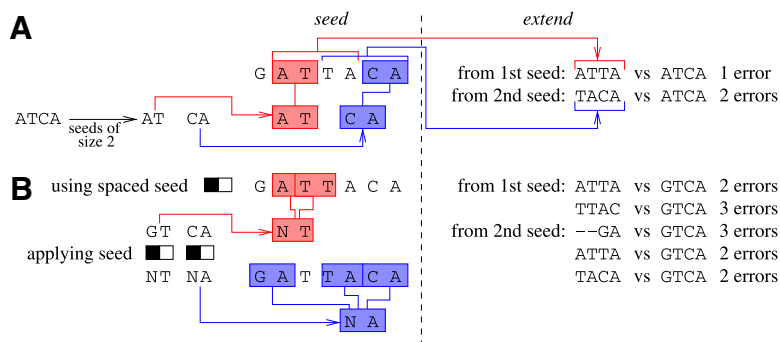 seed extend
A
G A T T A C A
from 1st seed: ATTA vs ATCA 1 error
from 2nd seed: TACA vs ATCA 2 errors
ATCA seeds of size 2 AT CA A T C A
B using spaced seed G A T T A C A from 1st seed: ATTA vs GTCA 2 errors
TTAC vs GTCA 3 errors
GT CA N T from 2nd seed: --GA vs GTCA 3 errors
applying seed ATTA vs GTCA 2 errors
NT NA G A T T A C A TACA vs GTCA 2 errors
N A